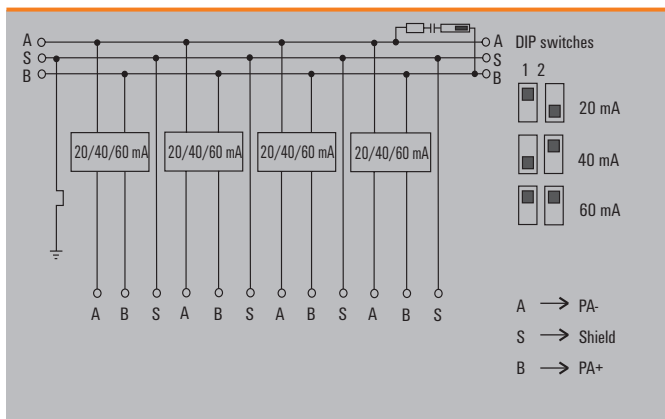 A A DIP switches
S S
B B
1 2
20 mA
20/40/60 mA 20/40/60 mA 20/40/60 mA 20/40/60 mA
40 mA
60 mA
A B S A B S A B S A B S
A → PA-
S → Shield
B → PA+